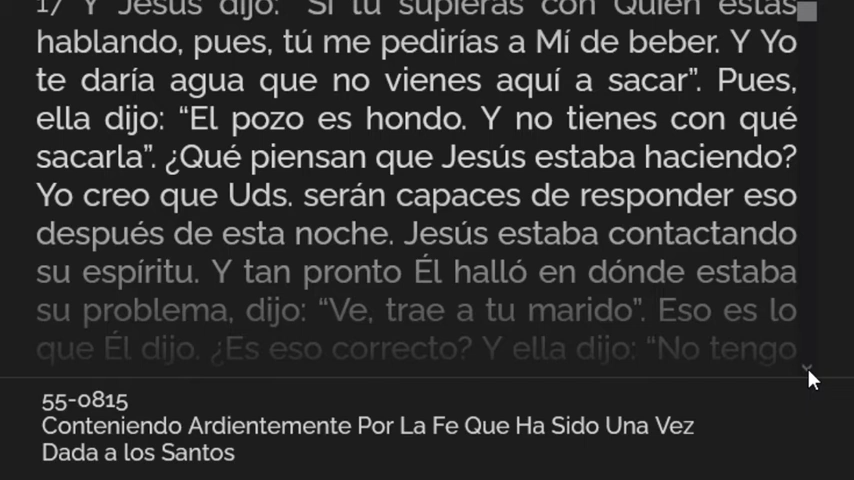 17 Y Jesús dijo: “Si tú supieras con Quién estás
hablando, pues, tú me pedirías a Mí de beber. Y Yo
te daría agua que no vienes aquí a sacar”. Pues,
ella dijo: “El pozo es hondo. Y no tienes con qué
sacarla”. ¿Qué piensan que Jesús estaba haciendo?
Yo creo que Uds. serán capaces de responder eso
después de esta noche. Jesús estaba contactando
su espíritu. Y tan pronto Él halló en dónde estaba
su problema, dijo: “Ve, trae a tu marido”. Eso es lo
que Él dijo. ¿Es eso correcto? Y ella dijo: “No tengo
55-0815
Conteniendo Ardientemente Por La Fe Que Ha Sido Una Vez
Dada a los Santos